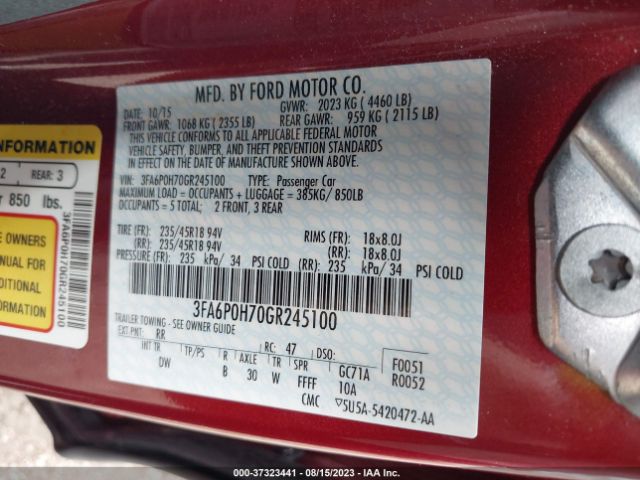 MFD. BY FORD MOTOR CO.
10/15 GVWR: 2023 KG ( 4460 LB)
FRONT GAWR: 1068 KG ( 2355 LB) REAR GAWR: 959 KG ( 2115 LB)
THIS VEHICLE CONFORMS TO ALL APPLICABLE FEDERAL MOTOR
VEHICLE SAFETY, BUMPER, AND THEFT PREVENTION STANDARDS
IN EFFECT ON THE DATE OF MANUFACTURE SHOWN ABOVE.
VIN: 3FA6P0H70GR245100 TYPE: Passenger Car
MAXIMUM LOAD = OCCUPANTS + LUGGAGE = 385KG/ 850LB
OCCUPANTS = 5 TOTAL: 2 FRONT, 3 REAR
TIRE (FR): 235/45R18 94V RIMS (FR): 18x8.0J
(RR): 235/45R18 94V (RR): 18x8.0J
PRESSURE (FR): 235 kPa/ 34 PSI COLD (RR): 235 kPa/ 34 PSI COLD
3FA6P0H70GR245100
TRAILER TOWING - SEE OWNER GUIDE
EXT PNT: RR RC: 47 DSO: F0051
INT TR TP/PS R AXLE TR SPR GC71A R0052
DW B 30 W FFFF 10A
CMC ▽SU5A-5420472-AA
INFORMATION
2 REAR: 3
850 lbs.
OWNERS
MANUAL FOR
ADDITIONAL
INFORMATION
3FA6P0H70GR245100
000-37323441 - 08/15/2023 - IAA Inc.